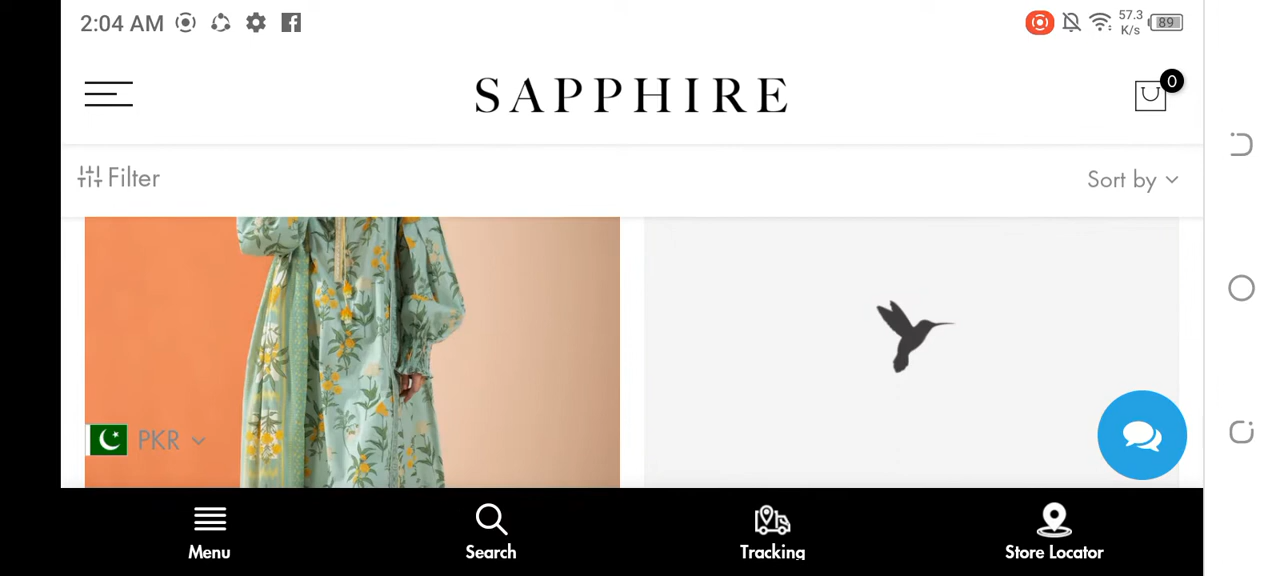 2:04 AM
57.3
K/s
89
SAPPHIRE
0
Filter
Sort by
PKR
Menu
Search
Tracking
Store Locator